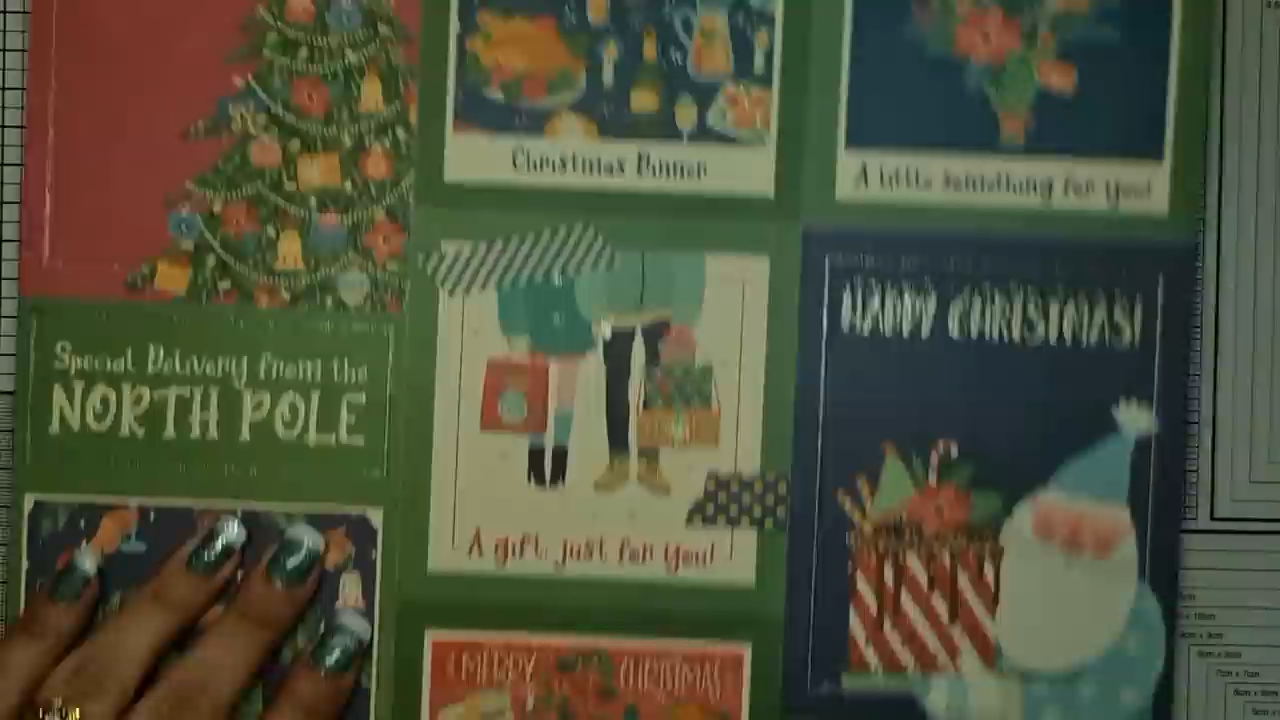 Christmas Dinner
A little something for you!
HAPPY CHRISTMAS!
Special Delivery from the
NORTH POLE
A gift, just for you!
MERRY CHRISTMAS